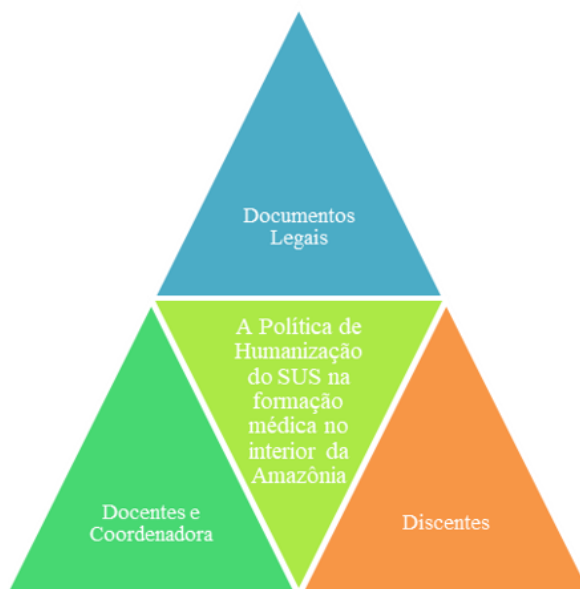 Documentos
Legais
A Política de
Humanização
do SUS na
formação
médica no
interior da
Amazônia
Docentes e
Coordenadora
Discentes